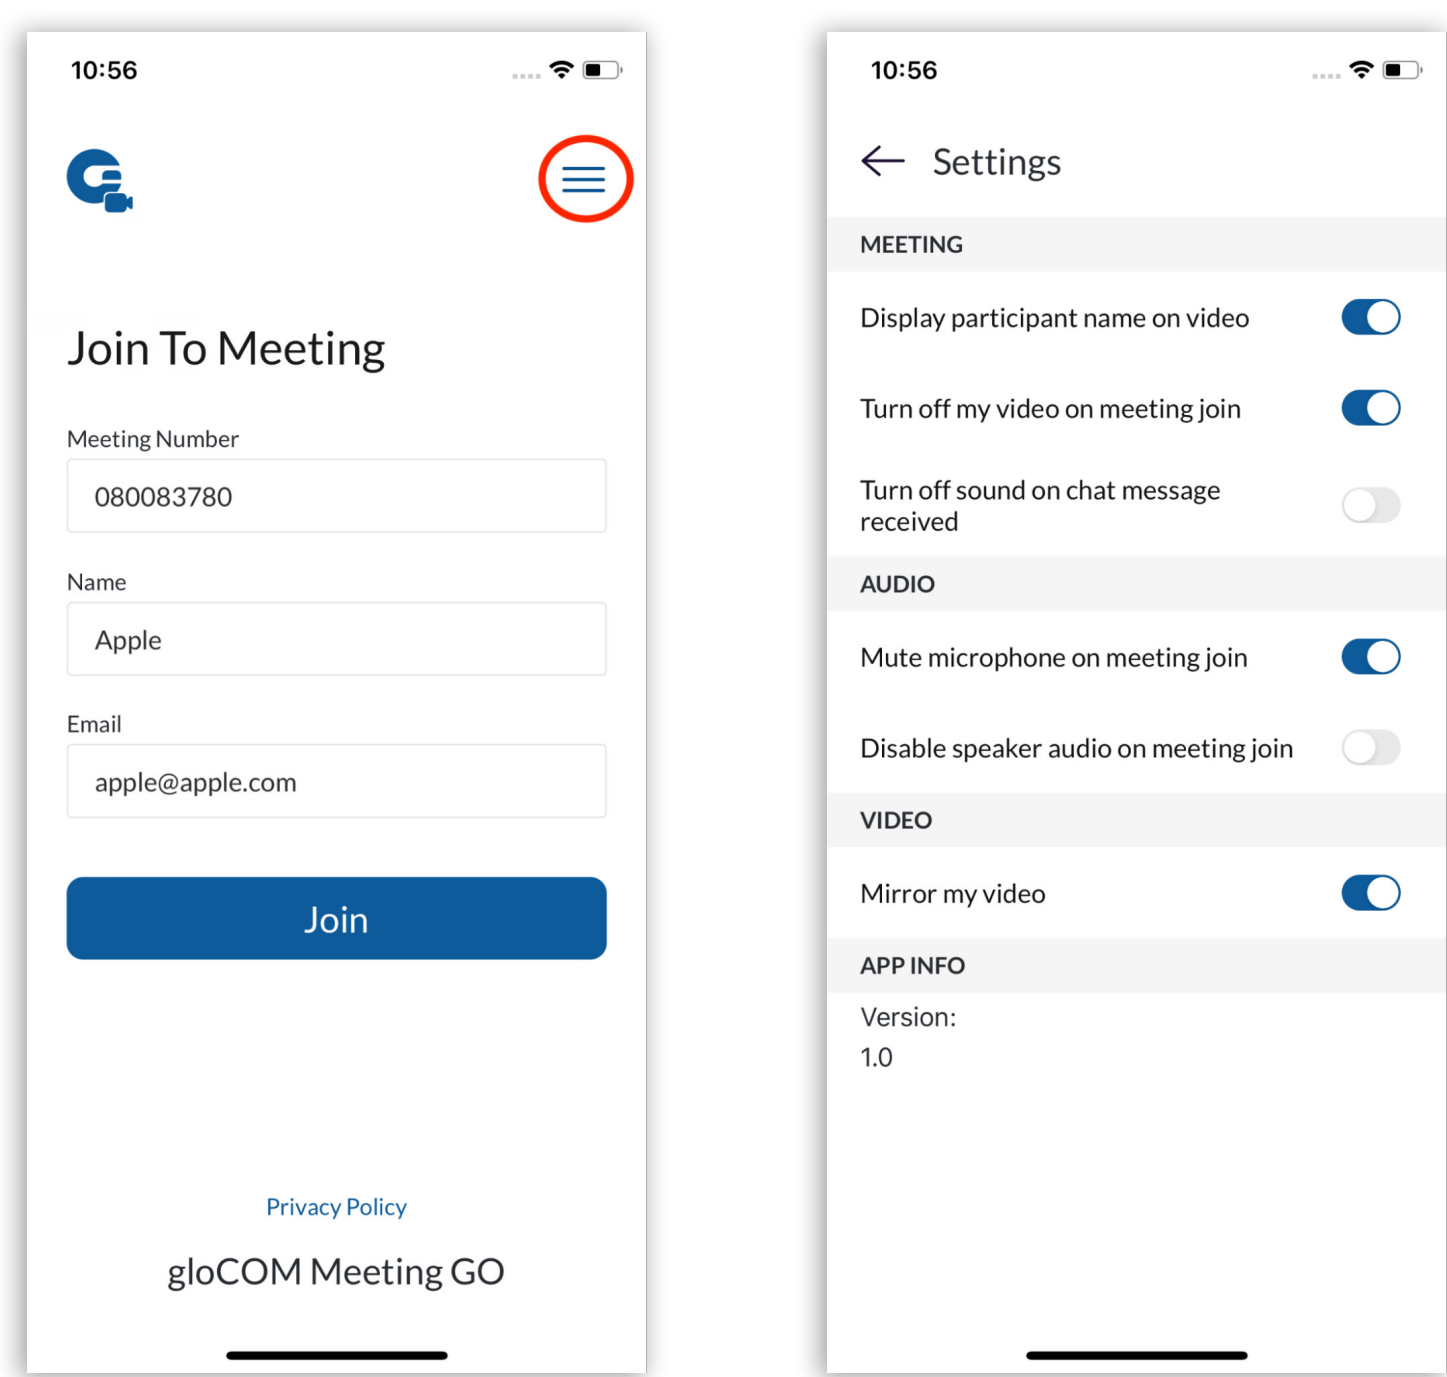 10:56
Join To Meeting
Meeting Number
080083780
Name
Apple
Email
apple@apple.com
Join
Privacy Policy
gloCOM Meeting GO
10:56
Settings
MEETING
Display participant name on video
Turn off my video on meeting join
Turn off sound on chat message
received
AUDIO
Mute microphone on meeting join
Disable speaker audio on meeting join
VIDEO
Mirror my video
APP INFO
Version:
1.0